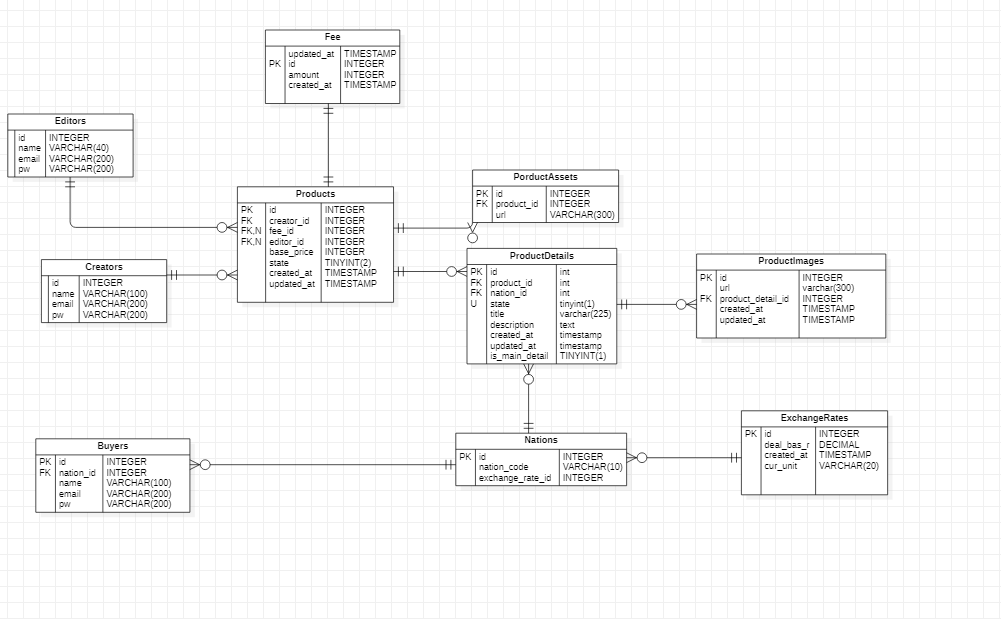 Fee
updated_at TIMESTAMP
PK id INTEGER
amount INTEGER
created_at TIMESTAMP
Editors
id INTEGER
name VARCHAR(40)
email VARCHAR(200)
pw VARCHAR(200)
Products
PK id INTEGER
FK creator_id INTEGER
FK,N fee_id INTEGER
FK,N editor_id INTEGER
base_price INTEGER
state TINYINT(2)
created_at TIMESTAMP
updated_at TIMESTAMP
PorductAssets
PK id INTEGER
FK product_id INTEGER
url VARCHAR(300)
Creators
id INTEGER
name VARCHAR(100)
email VARCHAR(200)
pw VARCHAR(200)
ProductDetails
PK id int
FK product_id int
FK nation_id int
U state tinyint(1)
title varchar(225)
description text
created_at timestamp
updated_at timestamp
is_main_detail TINYINT(1)
ProductImages
PK id INTEGER
url varchar(300)
FK product_detail_id INTEGER
created_at TIMESTAMP
updated_at TIMESTAMP
Buyers
PK id INTEGER
FK nation_id INTEGER
name VARCHAR(100)
email VARCHAR(200)
pw VARCHAR(200)
Nations
PK id INTEGER
nation_code VARCHAR(10)
exchange_rate_id INTEGER
ExchangeRates
PK id INTEGER
deal_bas_r DECIMAL
created_at TIMESTAMP
cur_unit VARCHAR(20)